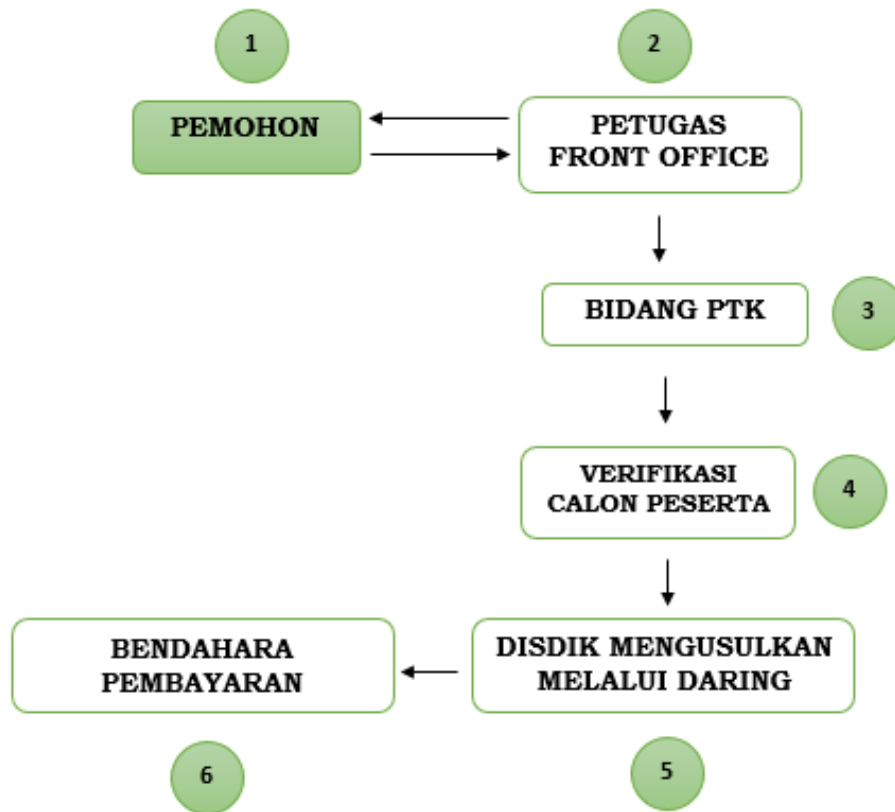 1
2
PEMOHON
PETUGAS
FRONT OFFICE
BIDANG PTK
3
VERIFIKASI
CALON PESERTA
4
BENDAHARA
PEMBAYARAN
DISDIK MENGUSULKAN
MELALUI DARING
6
5